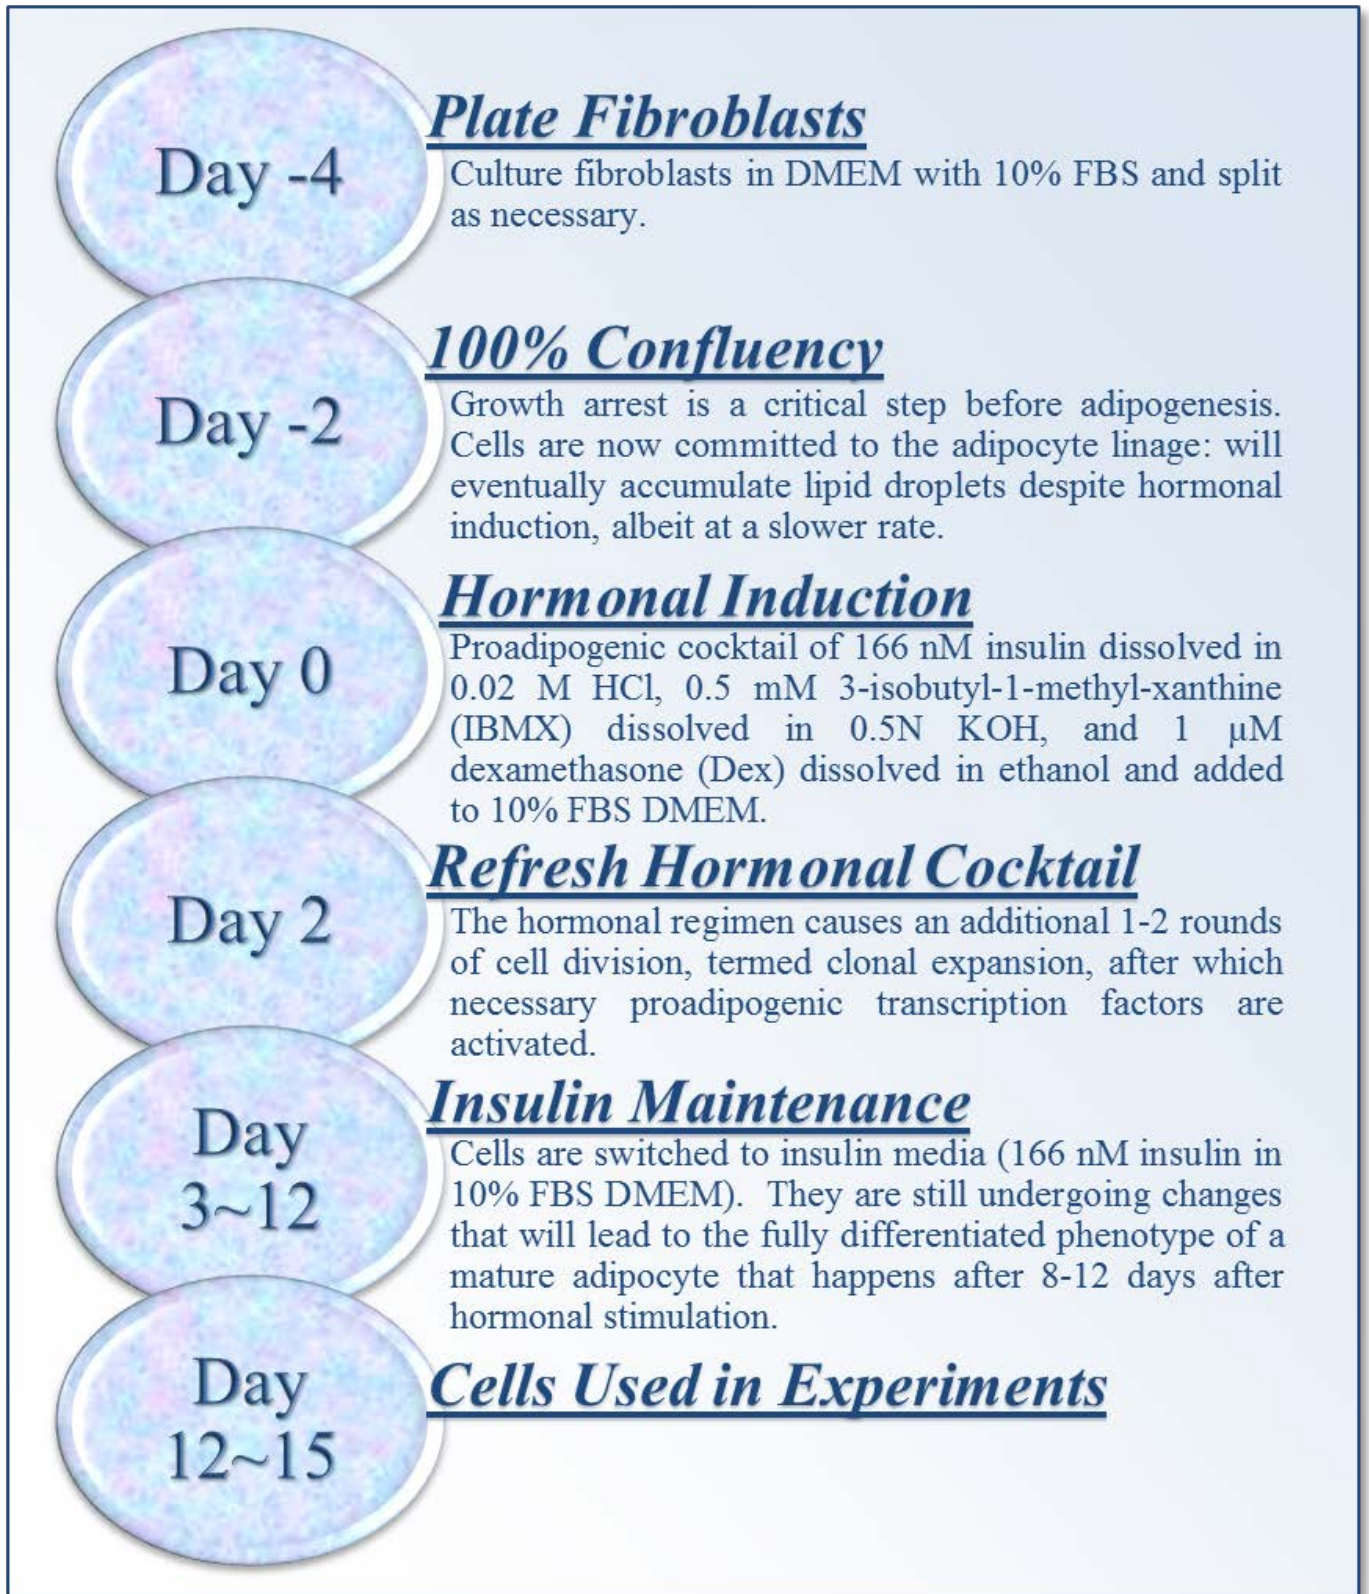 Day -4
Plate Fibroblasts
Culture fibroblasts in DMEM with 10% FBS and split
as necessary.
Day -2
100% Confluency
Growth arrest is a critical step before adipogenesis.
Cells are now committed to the adipocyte linage: will
eventually accumulate lipid droplets despite hormonal
induction, albeit at a slower rate.
Day 0
Hormonal Induction
Proadipogenic cocktail of 166 nM insulin dissolved in
0.02 M HCl, 0.5 mM 3-isobutyl-1-methyl-xanthine
(IBMX) dissolved in 0.5N KOH, and 1 µM
dexamethasone (Dex) dissolved in ethanol and added
to 10% FBS DMEM.
Day 2
Refresh Hormonal Cocktail
The hormonal regimen causes an additional 1-2 rounds
of cell division, termed clonal expansion, after which
necessary proadipogenic transcription factors are
activated.
Day
3~12
Insulin Maintenance
Cells are switched to insulin media (166 nM insulin in
10% FBS DMEM).  They are still undergoing changes
that will lead to the fully differentiated phenotype of a
mature adipocyte that happens after 8-12 days after
hormonal stimulation.
Day
12~15
Cells Used in Experiments